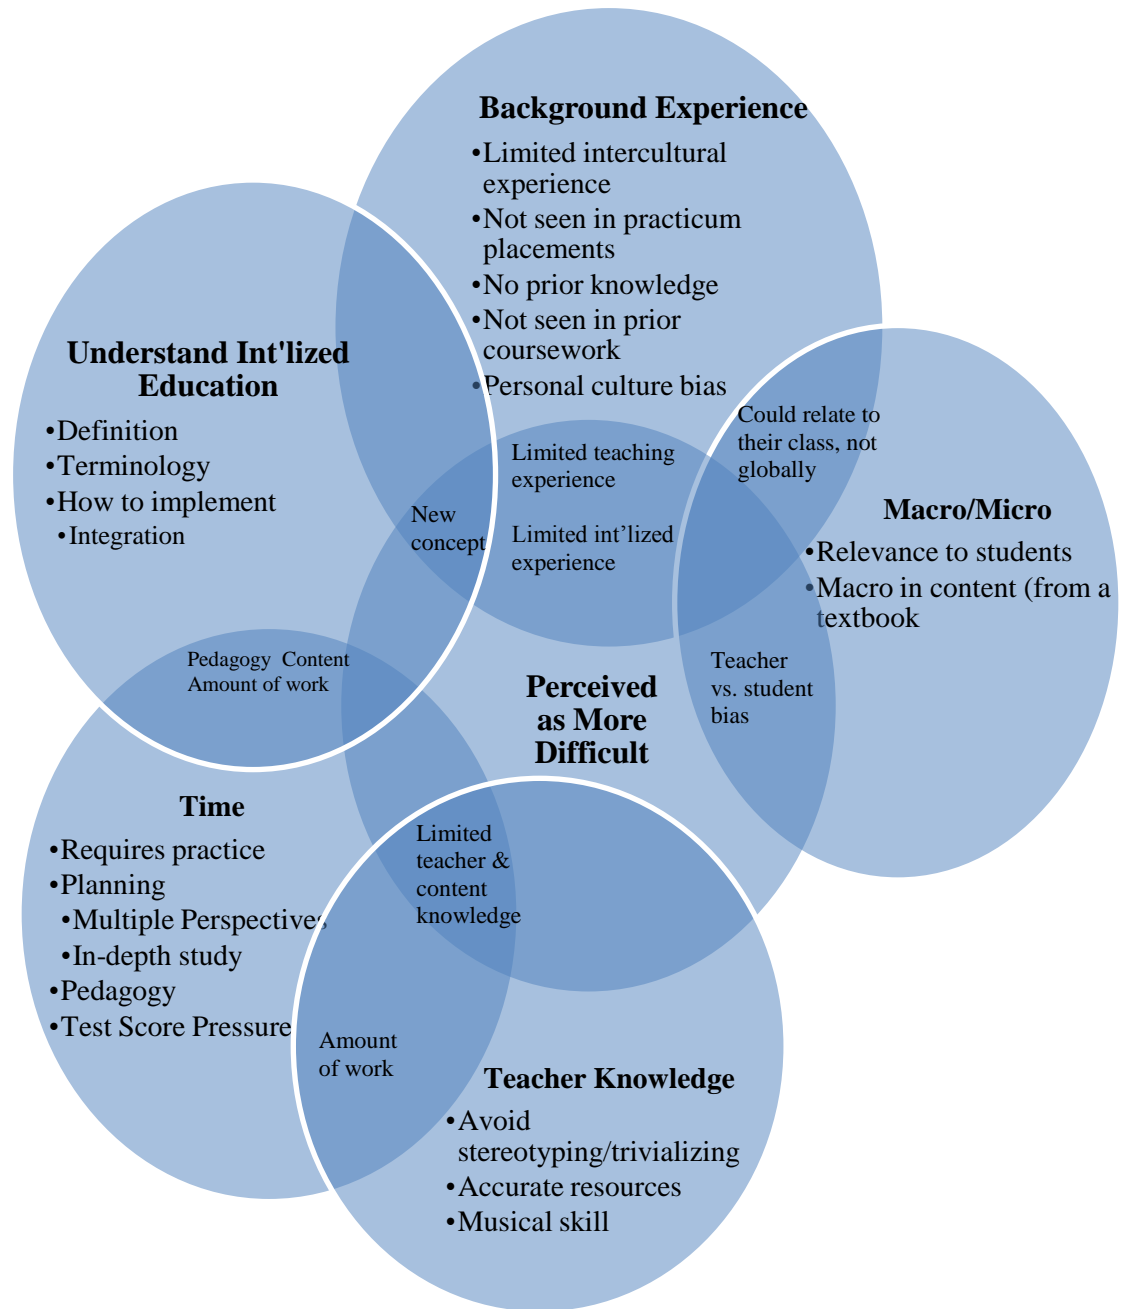 Background Experience
•Limited intercultural
experience
•Not seen in practicum
placements
•No prior knowledge
•Not seen in prior
coursework
•Personal culture bias
Understand Int'lized
Education
•Definition
•Terminology
•How to implement
•Integration
Could relate to
their class, not
globally
Limited teaching
experience
Limited int’lized
experience
New
concept
Macro/Micro
•Relevance to students
•Macro in content (from a
textbook
Pedagogy  Content
Amount of work
Teacher
vs. student
bias
Perceived
as More
Difficult
Time
•Requires practice
•Planning
•Multiple Perspectives
•In-depth study
•Pedagogy
•Test Score Pressure
Limited
teacher &
content
knowledge
Amount
of work
Teacher Knowledge
•Avoid
stereotyping/trivializing
•Accurate resources
•Musical skill